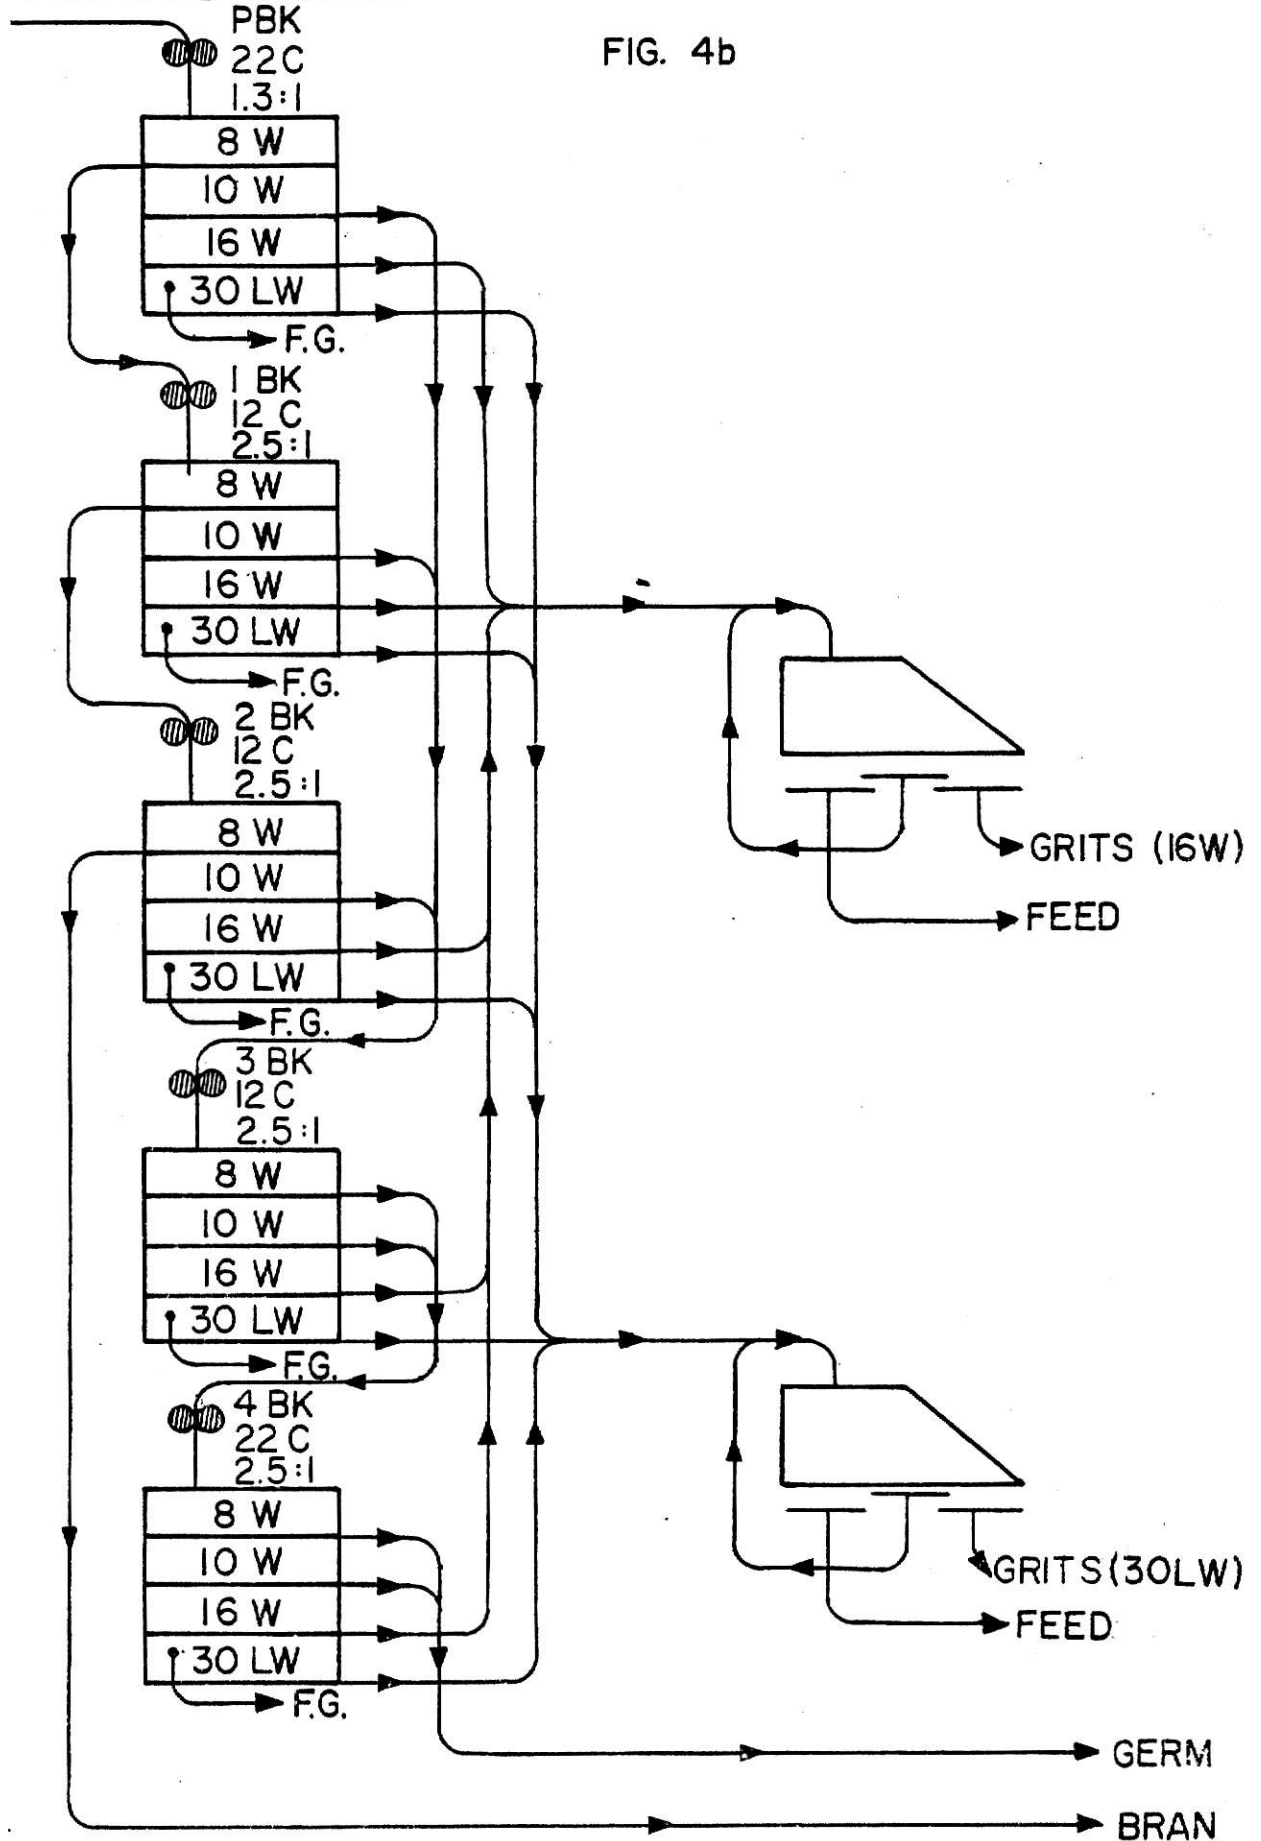 PBK
22C
1.3:1
FIG. 4b
8 W
10 W
16 W
30 LW
F.G.
1 BK
12 C
2.5:1
8 W
10 W
16 W
30 LW
F.G.
2 BK
12 C
2.5:1
8 W
10 W
16 W
30 LW
F.G.
GRITS (16W)
FEED
3 BK
12C
2.5:1
8 W
10 W
16 W
30 LW
F.G.
4 BK
22 C
2.5:1
8 W
10 W
16 W
30 LW
F.G.
GRITS (30LW)
FEED
GERM
BRAN